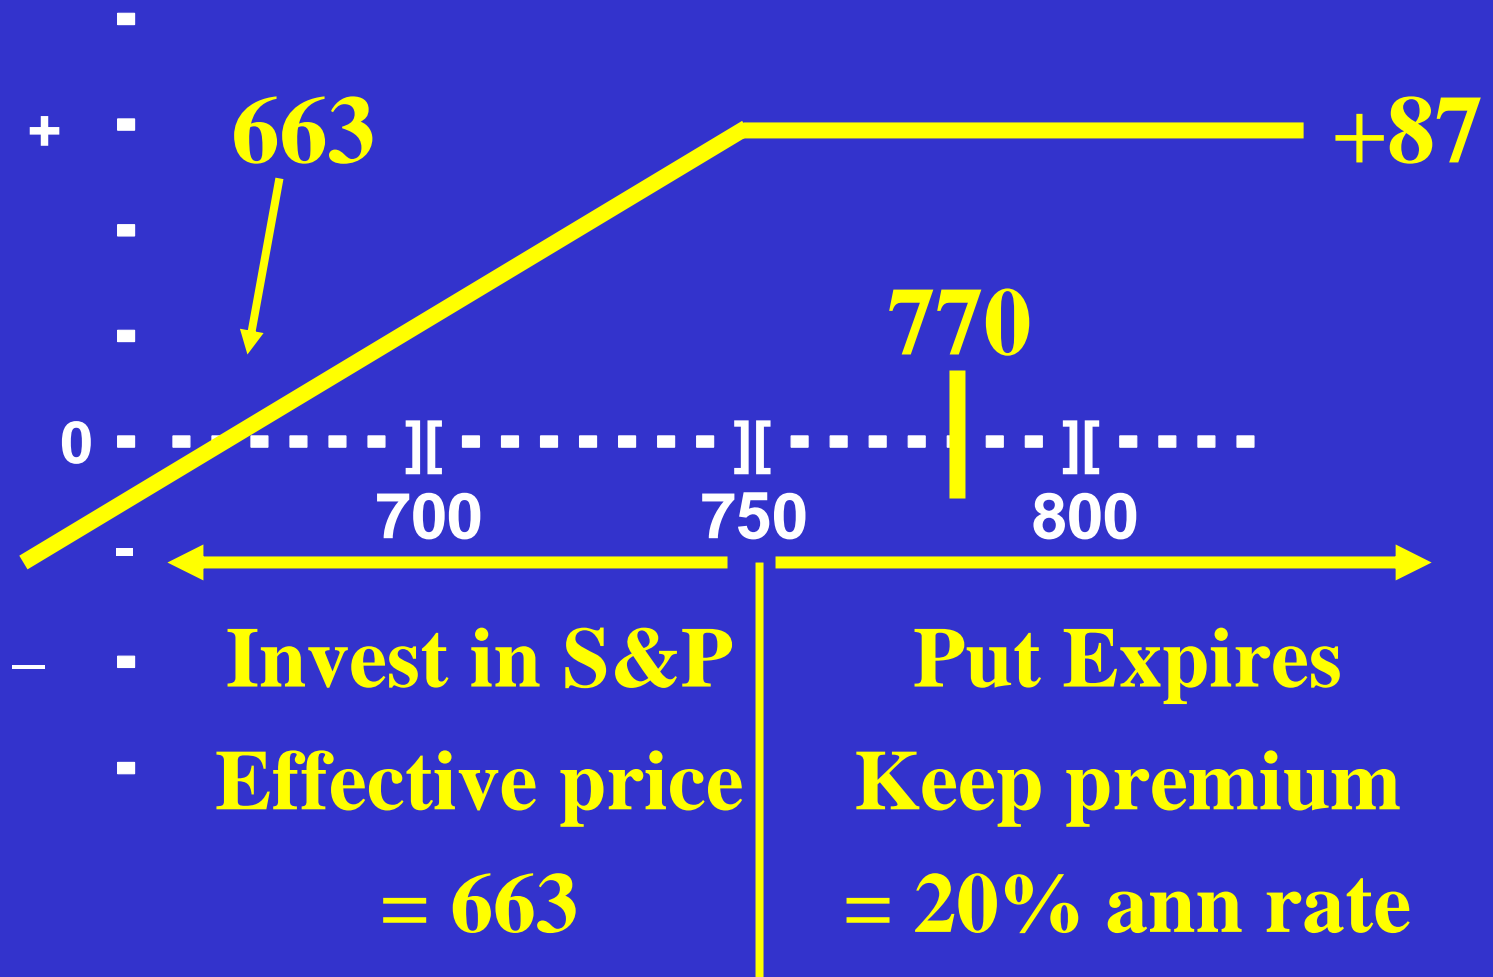 + 663 +87
770
0 - - - - - - - ][ - - - - - - - ][ - - - - - - - ][ - - - -
700 750 800
Invest in S&P Put Expires
–
Effective price Keep premium
= 663 = 20% ann rate